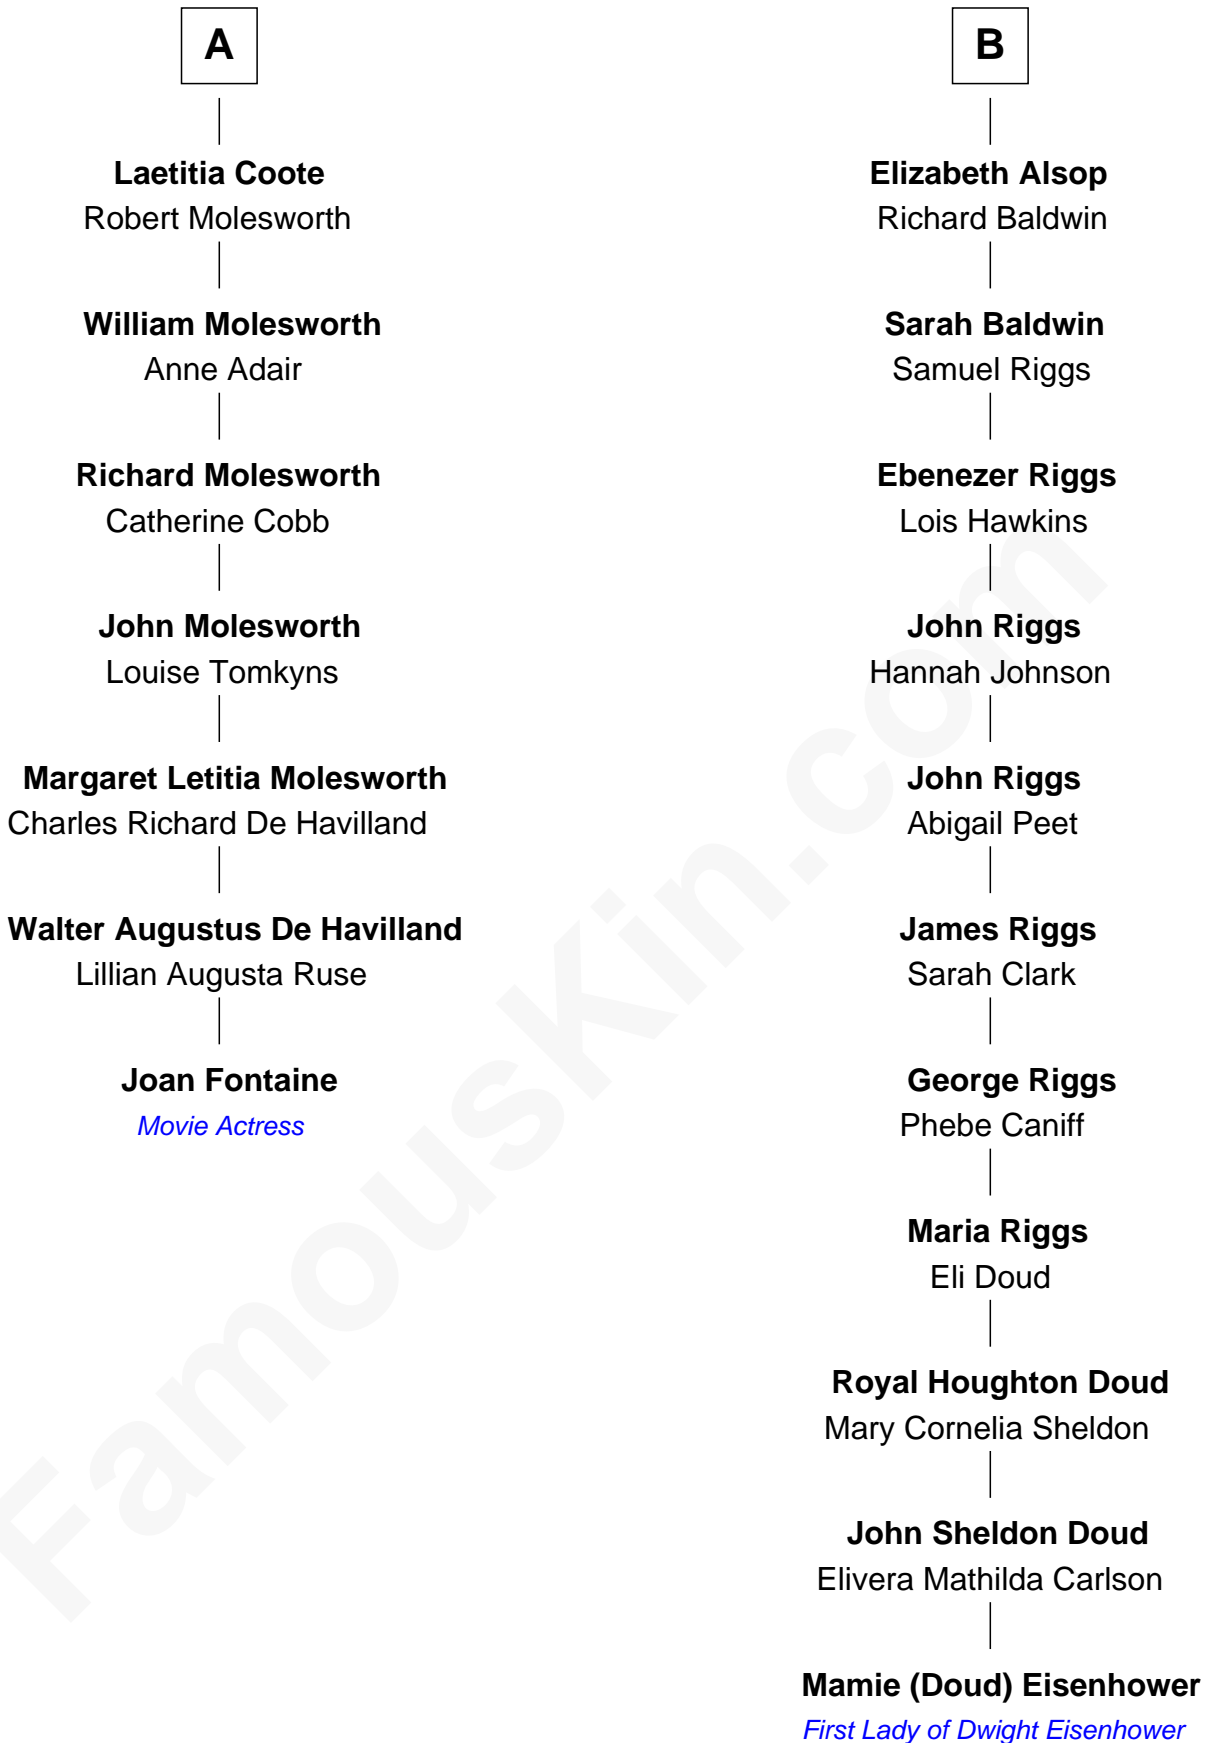 A
Laetitia Coote
Robert Molesworth
William Molesworth
Anne Adair
Richard Molesworth
Catherine Cobb
John Molesworth
Louise Tomkyns
Margaret Letitia Molesworth
Charles Richard De Havilland
Walter Augustus De Havilland
Lillian Augusta Ruse
Joan Fontaine
Movie Actress
B
Elizabeth Alsop
Richard Baldwin
Sarah Baldwin
Samuel Riggs
Ebenezer Riggs
Lois Hawkins
John Riggs
Hannah Johnson
John Riggs
Abigail Peet
James Riggs
Sarah Clark
George Riggs
Phebe Caniff
Maria Riggs
Eli Doud
Royal Houghton Doud
Mary Cornelia Sheldon
John Sheldon Doud
Elivera Mathilda Carlson
Mamie (Doud) Eisenhower
First Lady of Dwight Eisenhower
FamousKin.com